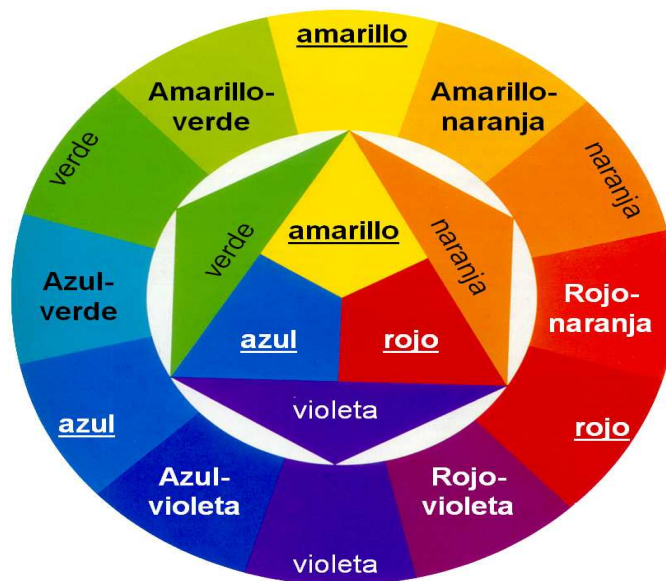 amarillo
Amarillo-
verde
Amarillo-
naranja
verde
naranja
amarillo
verde
naranja
Azul-
verde
Rojo-
naranja
azul
rojo
azul
rojo
violeta
Azul-
violeta
Rojo-
violeta
violeta